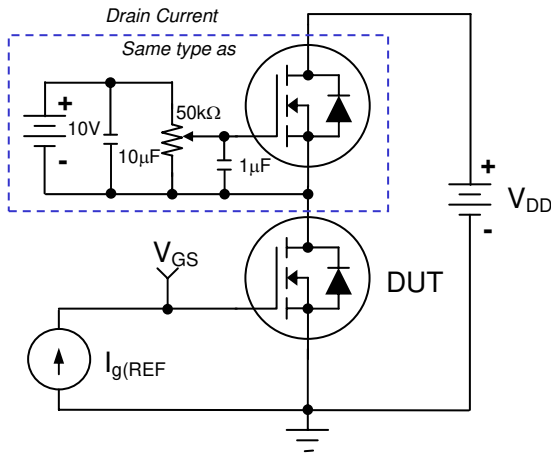 Drain Current
Same type as
+
10V
-
10µF
50kΩ
1µF
+
V_DD
-
V_GS
DUT
I_g(REF